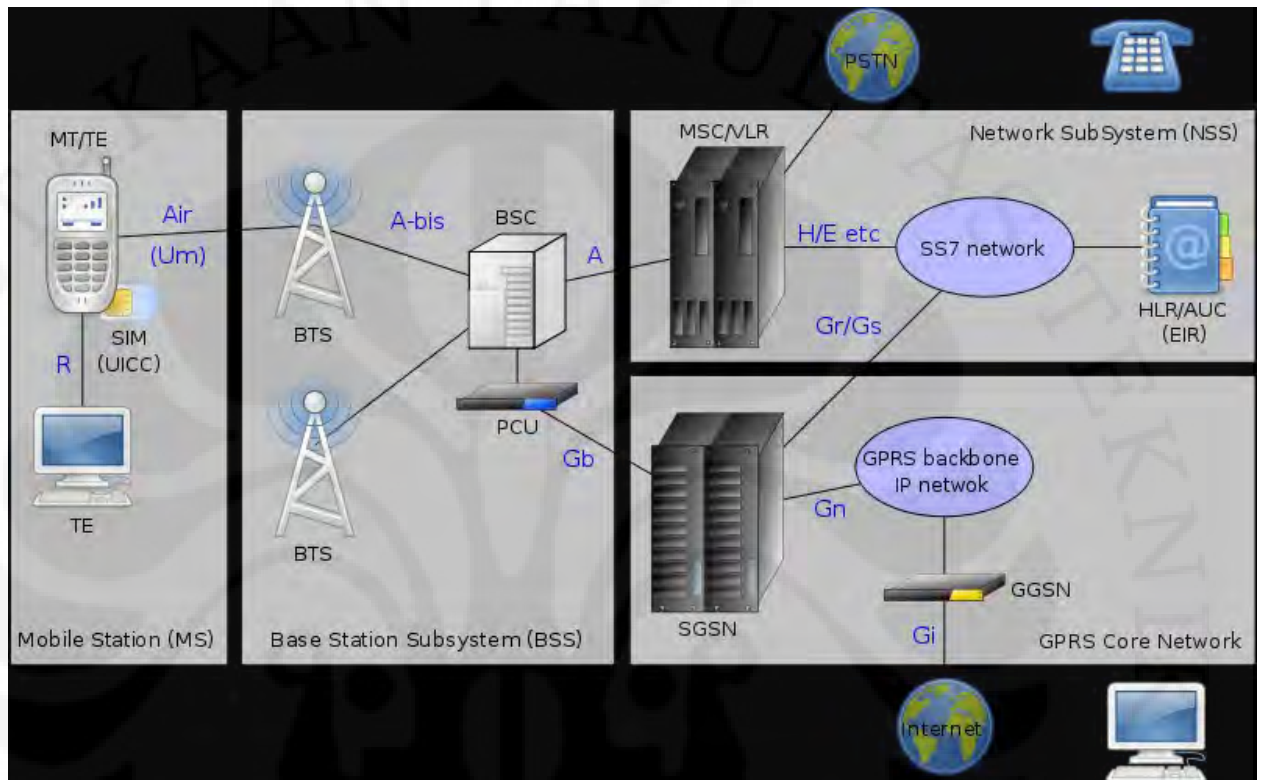 PSTN
MT/TE
MSC/VLR
Network SubSystem (NSS)
Air
(Um)
A-bis
BSC
A
H/E etc
SS7 network
SIM
(UICC)
R
BTS
Gr/Gs
HLR/AUC
(EIR)
PCU
Gb
GPRS backbone
IP netwok
Gn
TE
BTS
GGSN
SGSN
Gi
Mobile Station (MS)
Base Station Subsystem (BSS)
GPRS Core Network
Internet